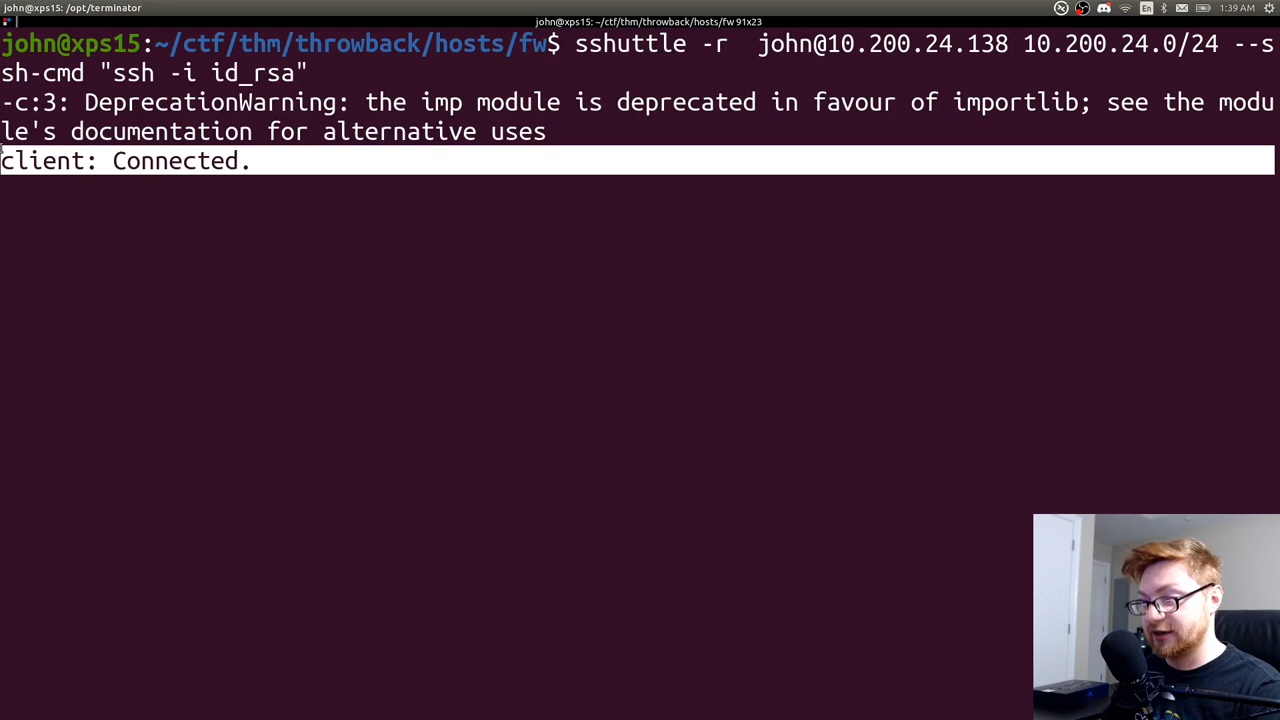 john@xps15: /opt/terminator
En
1:39 AM
john@xps15: ~/ctf/thm/throwback/hosts/fw 91x23
john@xps15:~/ctf/thm/throwback/hosts/fw$ sshuttle -r  john@10.200.24.138 10.200.24.0/24 --s
sh-cmd "ssh -i id_rsa"
-c:3: DeprecationWarning: the imp module is deprecated in favour of importlib; see the modu
le's documentation for alternative uses
client: Connected.